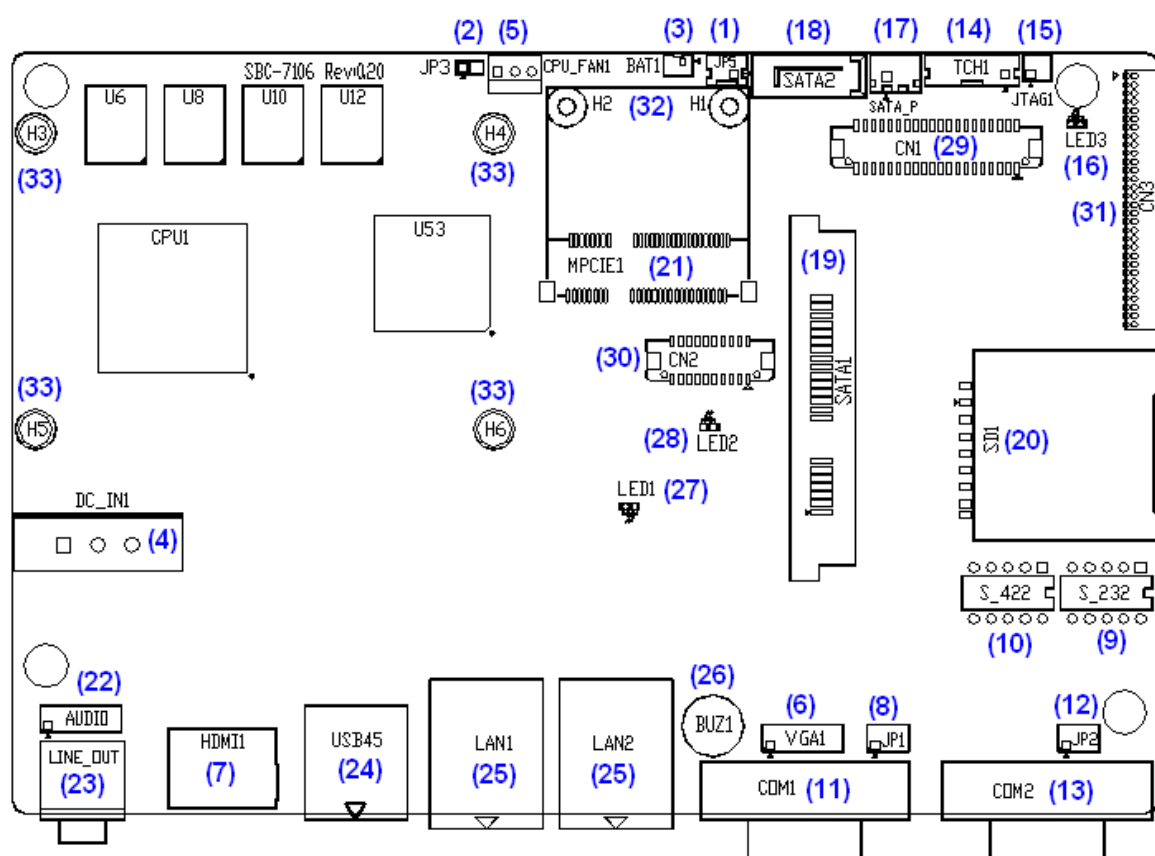 (2) (5) (3) (1) (18) (17) (14) (15)
JP3 CPU_FAN1 BAT1 JP5 SATA2 TCH1
SBC-7106 Rev:Q20
SATA_P JTAG1
U6 U8 U10 U12
H2 (32) H1
H3 H4
CN1 (29) LED3
(33) (33) (16)
CN3
(31)
CPU1 U53
MPCIE1 (21) (19)
(30) CN2
SATA1
(33) (33)
H5 H6
(28) LED2
SD1 (20)
LED1 (27)
DC_IN1
(4)
S_422 S_232
(10) (9)
(22) (26) (6) (8) (12)
AUDIO BUZ1 VGA1 JP1 JP2
LINE_OUT HDMI1 USB45 LAN1 LAN2
(23) (7) (24) (25) (25)
COM1 (11) COM2 (13)